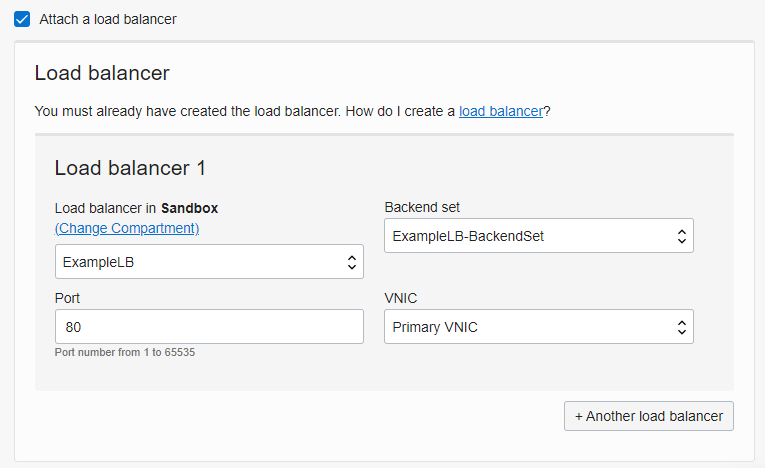 Attach a load balancer
Load balancer
You must already have created the load balancer. How do I create a load balancer?
Load balancer 1
Load balancer in Sandbox
(Change Compartment)
ExampleLB
Backend set
ExampleLB-BackendSet
Port
80
Port number from 1 to 65535
VNIC
Primary VNIC
+ Another load balancer